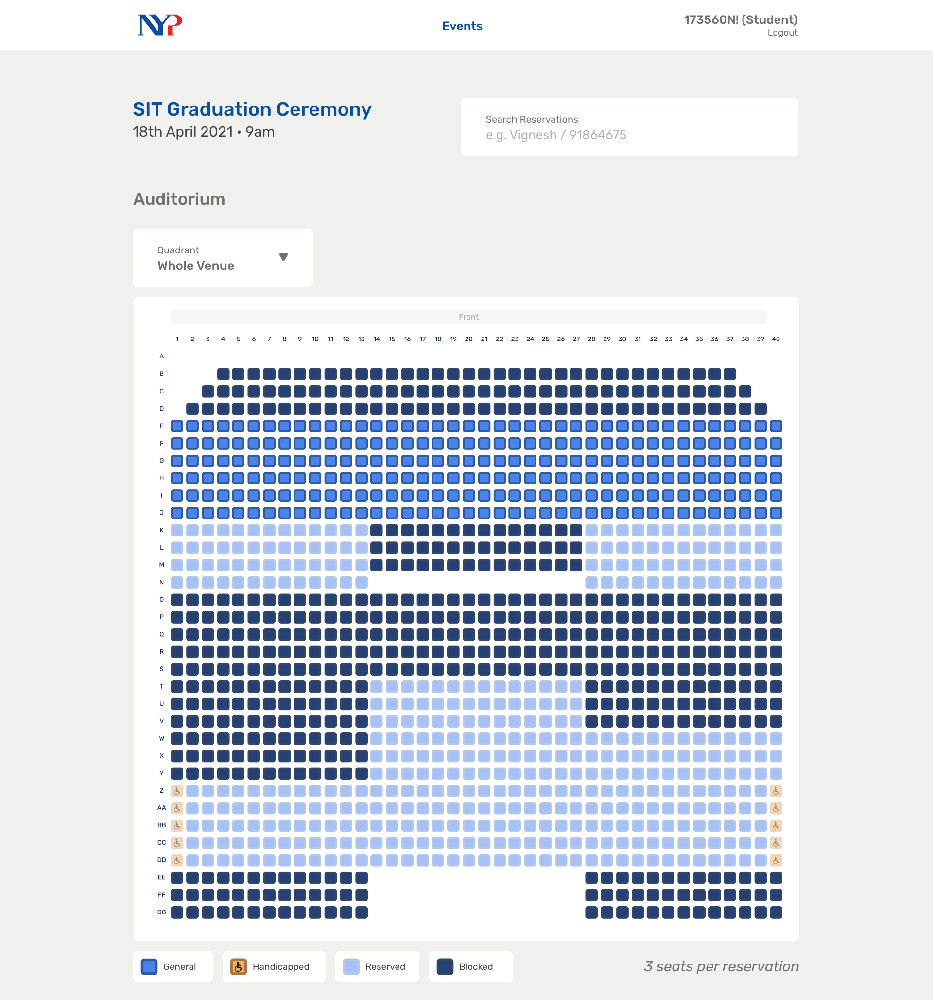 NYP
Events
173560N! (Student)
Logout
SIT Graduation Ceremony
18th April 2021 • 9am
Search Reservations
e.g. Vignesh / 91864675
Auditorium
Quadrant
Whole Venue
Front
1 2 3 4 5 6 7 8 9 10 11 12 13 14 15 16 17 18 19 20 21 22 23 24 25 26 27 28 29 30 31 32 33 34 35 36 37 38 39 40
A
B
C
D
E
F
G
H
I
J
K
L
M
N
O
P
Q
R
S
T
U
V
W
X
Y
Z
AA
BB
CC
DD
EE
FF
GG
General
Handicapped
Reserved
Blocked
3 seats per reservation